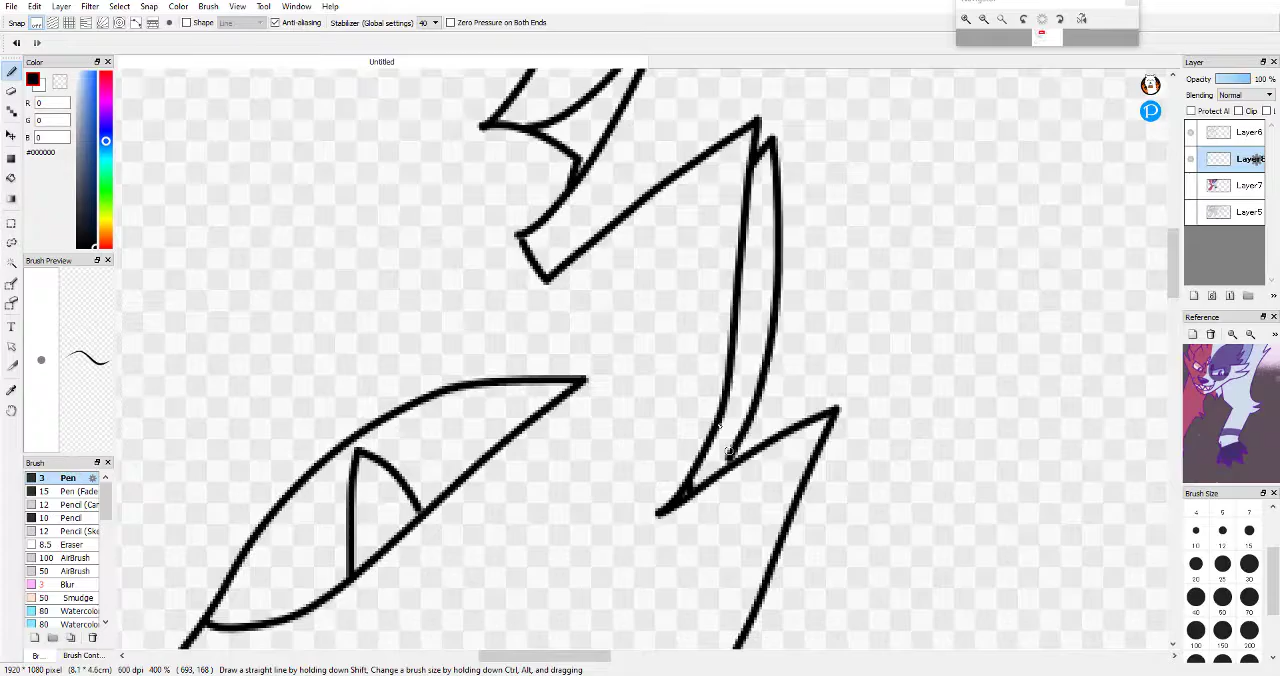 File Edit Layer Filter Select Snap Color Brush Tool Window Help
Snap off Shape Line Anti-aliasing Stabilizer (Global settings) 40 Zero Pressure on Both Ends
Untitled
Color
R 0
G 0
B 0
#000000
Brush Preview
Brush
3 Pen
15 Pen (Fade
12 Pencil (Can
10 Pencil
12 Pencil (Ske
8.5 Eraser
100 AirBrush
50 AirBrush
3 Blur
50 Smudge
80 Watercolo
80 Watercolo
Br... Brush Cont...
Layer
Opacity 100 %
Blending Normal
Protect Al Clip
Layer6
Layer7
Layer5
Reference
Brush Size
4 5 7
10 12 15
20 25 30
40 50 70
100 150 200
1920 * 1080 pixel (8.1 * 4.6cm) 600 dpi 400 % ( 693, 168 ) Draw a straight line by holding down Shift, Change a brush size by holding down Ctrl, Alt, and dragging